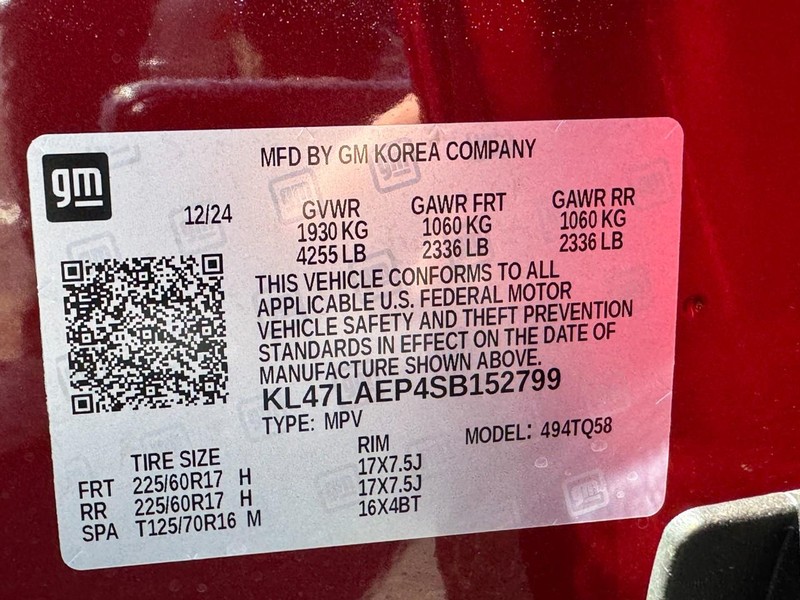 gm
MFD BY GM KOREA COMPANY
12/24
GVWR GAWR FRT GAWR RR
1930 KG 1060 KG 1060 KG
4255 LB 2336 LB 2336 LB
THIS VEHICLE CONFORMS TO ALL
APPLICABLE U.S. FEDERAL MOTOR
VEHICLE SAFETY AND THEFT PREVENTION
STANDARDS IN EFFECT ON THE DATE OF
MANUFACTURE SHOWN ABOVE.
KL47LAEP4SB152799
TYPE: MPV
MODEL: 494TQ58
TIRE SIZE RIM
FRT 225/60R17 H 17X7.5J
RR 225/60R17 H 17X7.5J
SPA T125/70R16 M 16X4BT